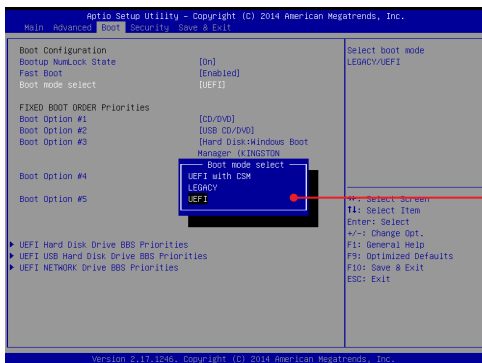 Aptio Setup Utility - Copyright (C) 2014 American Megatrends, Inc.
Main Advanced Boot Security Save & Exit
Boot Configuration
Bootup NumLock State [On]
Fast Boot [Enabled]
Boot mode select [UEFI]
FIXED BOOT ORDER Priorities
Boot Option #1 [CD/DVD]
Boot Option #2 [USB CD/DVD]
Boot Option #3 [Hard Disk:Windows Boot
Manager (KINGSTON
Boot mode select
UEFI with CSM
LEGACY
UEFI
Boot Option #4
Boot Option #5
UEFI Hard Disk Drive BBS Priorities
UEFI USB Hard Disk Drive BBS Priorities
UEFI NETWORK Drive BBS Priorities
Select boot mode
LEGACY/UEFI
Select Screen
↑↓: Select Item
Enter: Select
+/-: Change Opt.
F1: General Help
F9: Optimized Defaults
F10: Save & Exit
ESC: Exit
Version 2.17.1246. Copyright (C) 2014 American Megatrends, Inc.